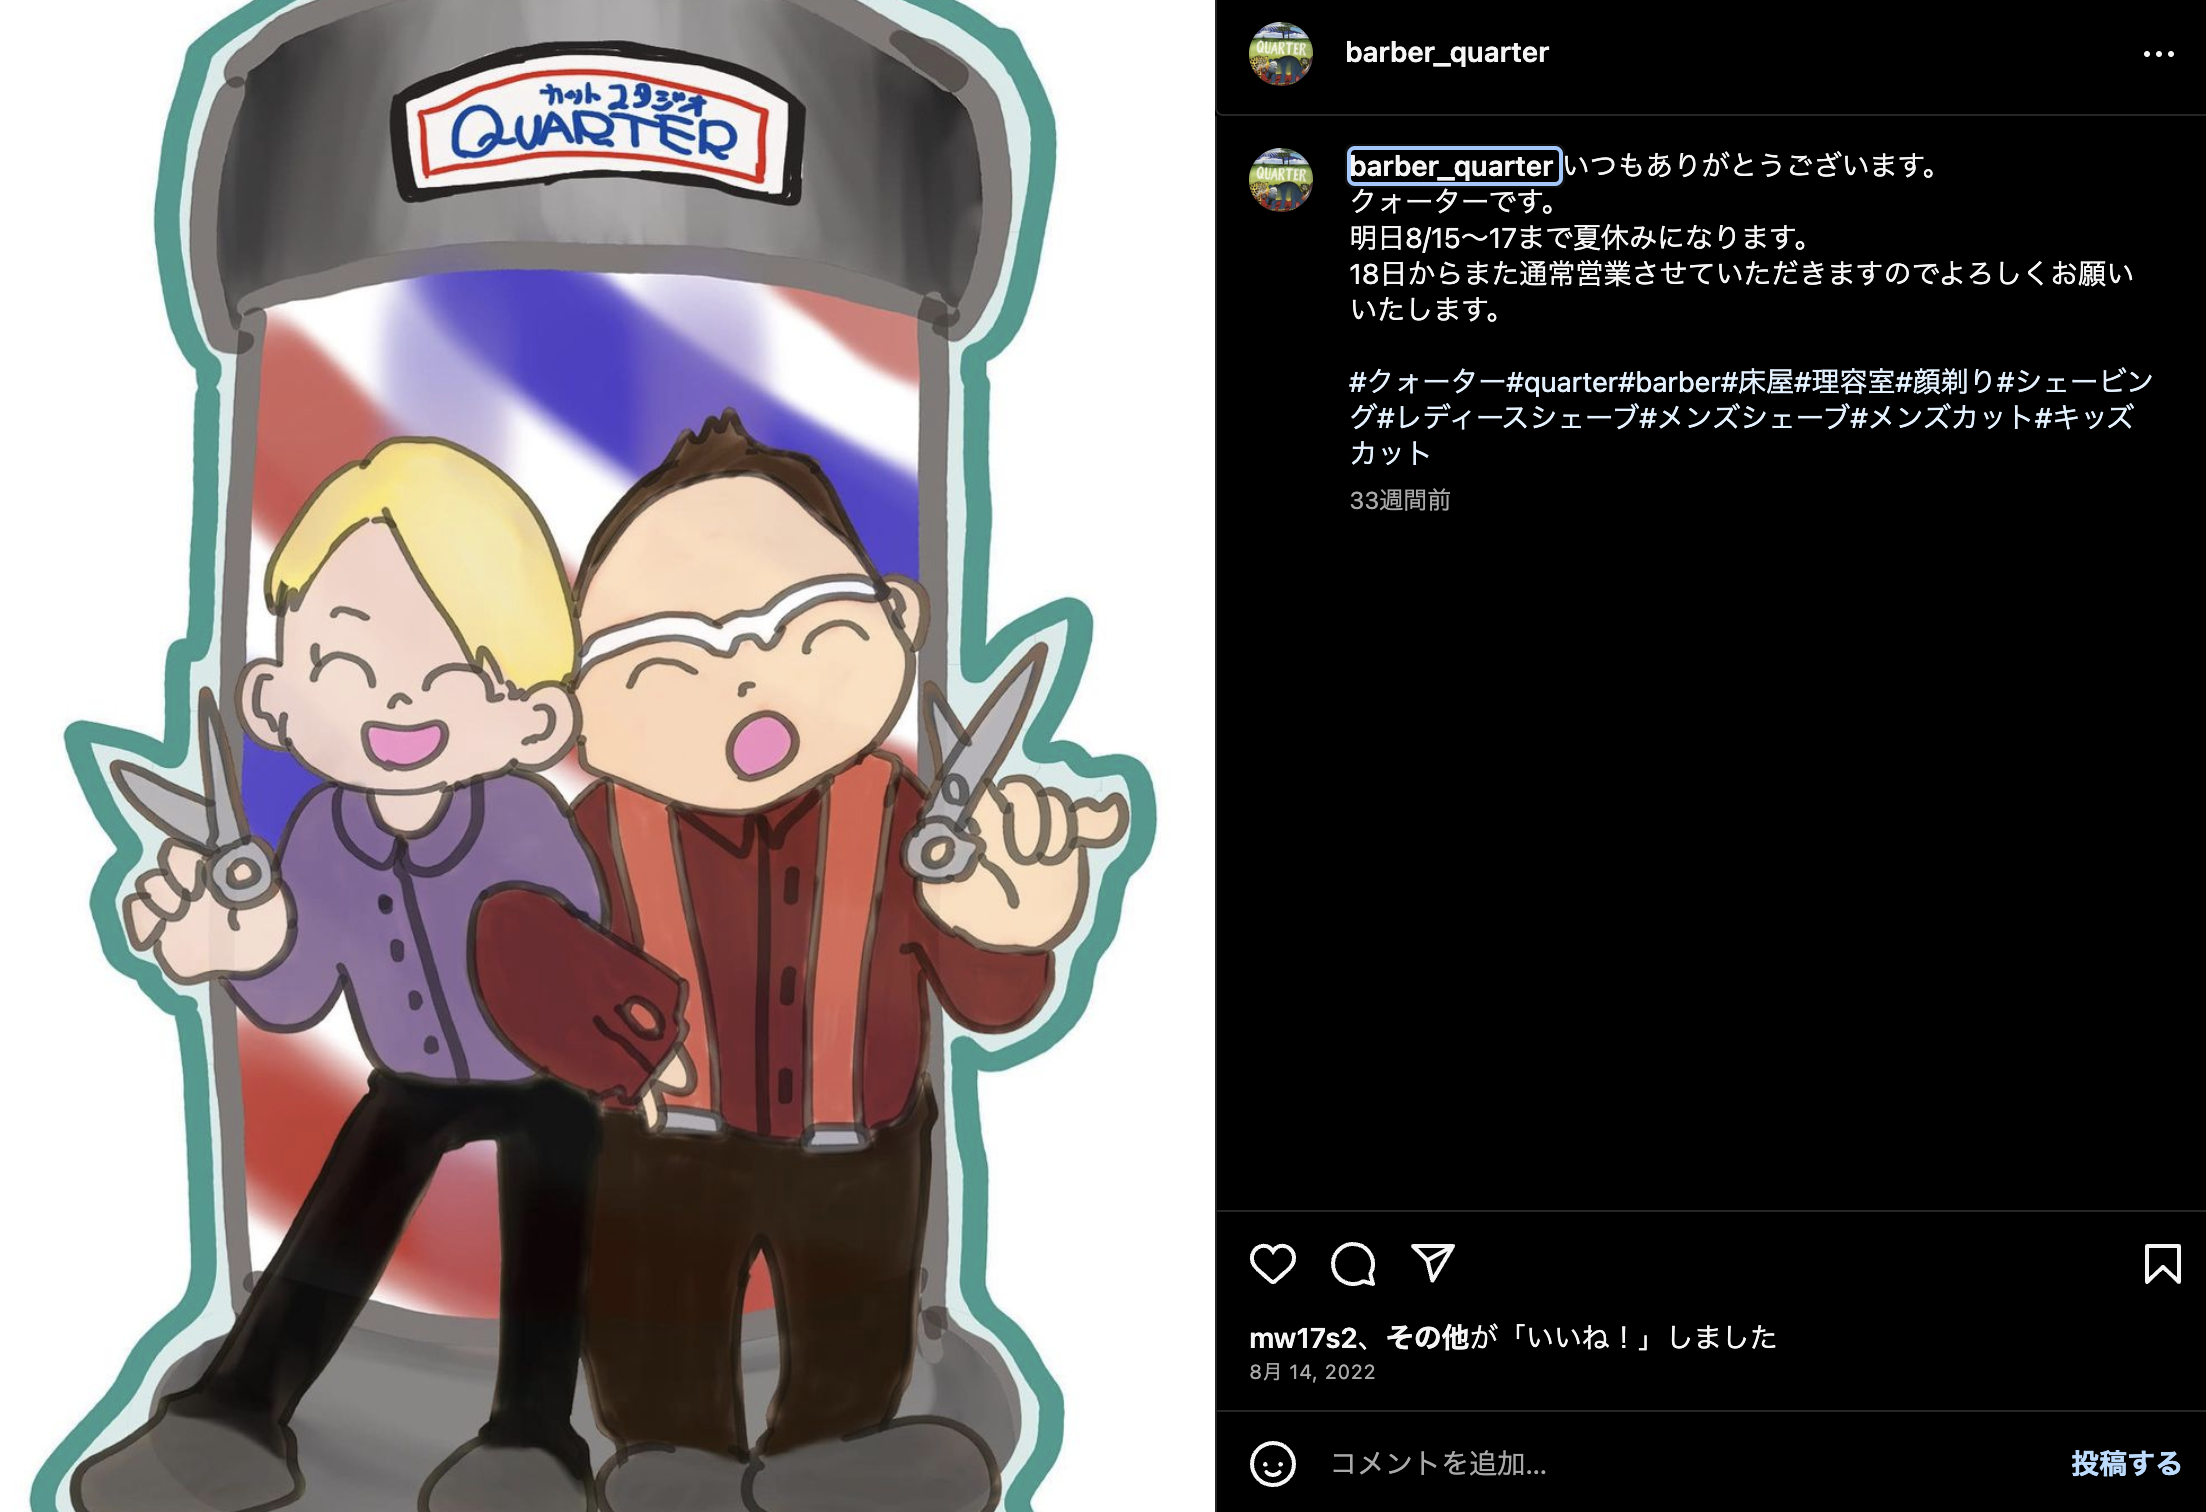 カット スタジオ
QUARTER
QUARTER
barber_quarter
...
QUARTER
barber_quarter いつもありがとうございます。
クォーターです。
明日8/15〜17まで夏休みになります。
18日からまた通常営業させていただきますのでよろしくお願い
いたします。
#クォーター#quarter#barber#床屋#理容室#顔剃り#シェービン
グ#レディースシェーブ#メンズシェーブ#メンズカット#キッズ
カット
33週間前
mw17s2、その他が「いいね！」しました
8月 14, 2022
コメントを追加...
投稿する